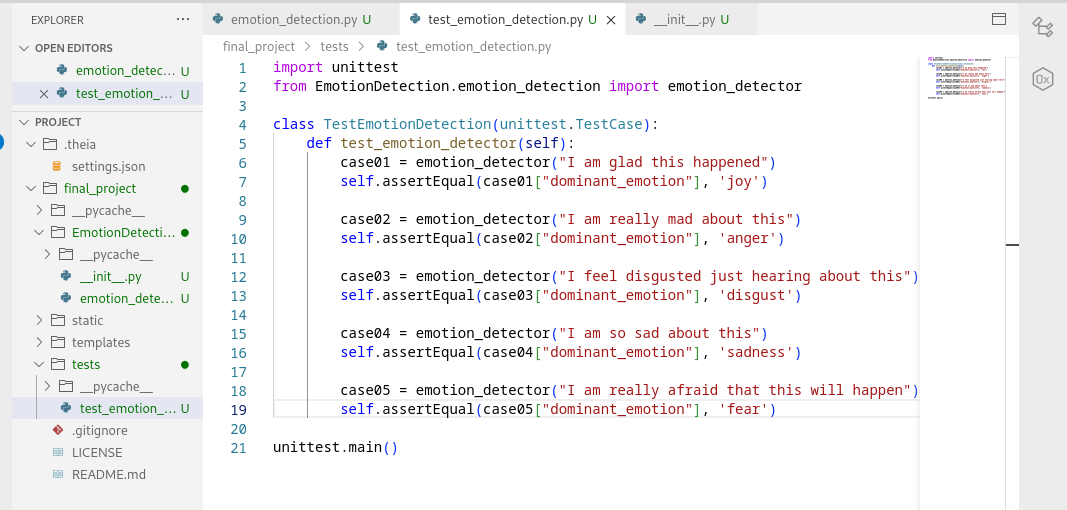 EXPLORER ...
OPEN EDITORS
emotion_detec... U
test_emotion_... U
PROJECT
.theia
settings.json
final_project
__pycache__
EmotionDetecti...
__pycache__
__init__.py U
emotion_dete... U
static
templates
tests
__pycache__
test_emotion_... U
.gitignore
LICENSE
README.md
emotion_detection.py U
test_emotion_detection.py U
__init__.py U
final_project > tests > test_emotion_detection.py
1 import unittest
2 from EmotionDetection.emotion_detection import emotion_detector
3
4 class TestEmotionDetection(unittest.TestCase):
5 def test_emotion_detector(self):
6 case01 = emotion_detector("I am glad this happened")
7 self.assertEqual(case01["dominant_emotion"], 'joy')
8
9 case02 = emotion_detector("I am really mad about this")
10 self.assertEqual(case02["dominant_emotion"], 'anger')
11
12 case03 = emotion_detector("I feel disgusted just hearing about this")
13 self.assertEqual(case03["dominant_emotion"], 'disgust')
14
15 case04 = emotion_detector("I am so sad about this")
16 self.assertEqual(case04["dominant_emotion"], 'sadness')
17
18 case05 = emotion_detector("I am really afraid that this will happen")
19 self.assertEqual(case05["dominant_emotion"], 'fear')
20
21 unittest.main()
0x